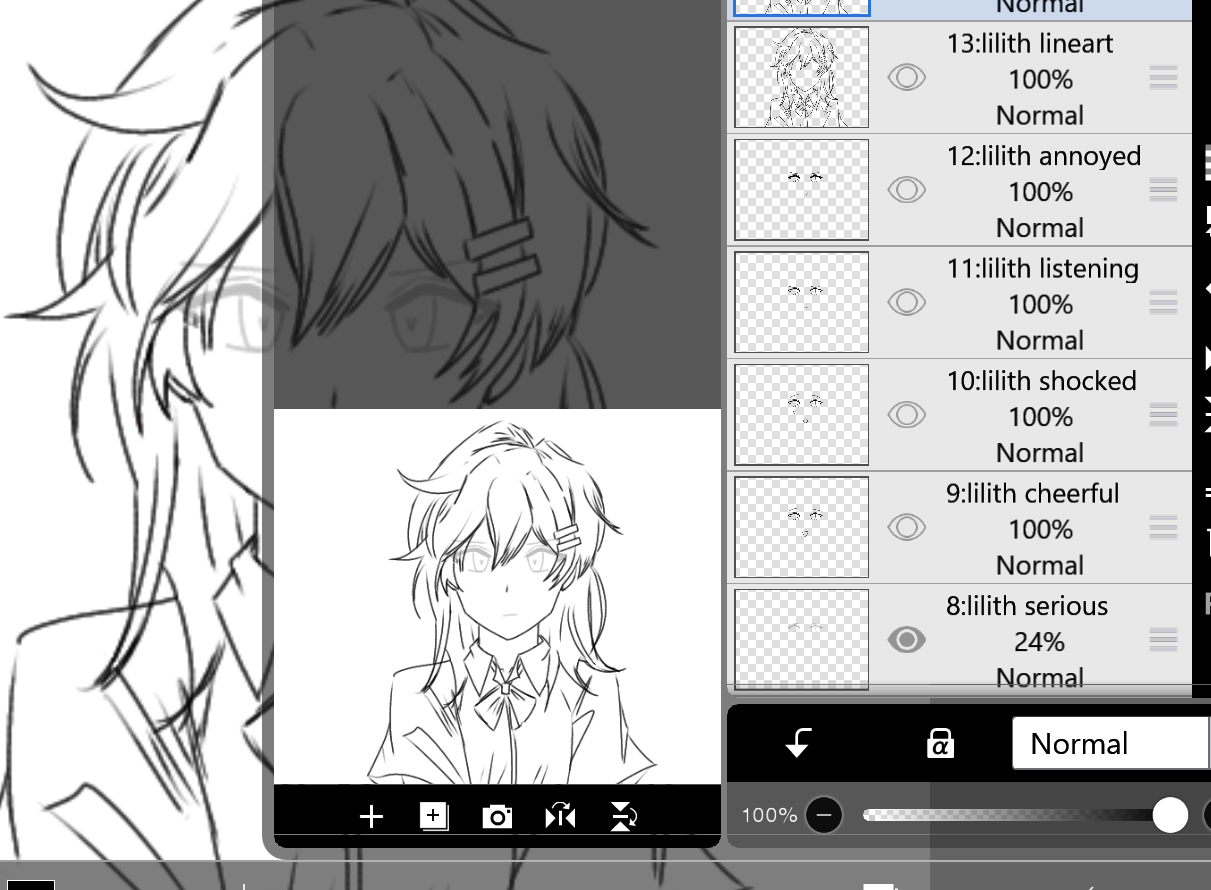 Normal
13:lilith lineart
100%
Normal
12:lilith annoyed
100%
Normal
11:lilith listening
100%
Normal
10:lilith shocked
100%
Normal
9:lilith cheerful
100%
Normal
8:lilith serious
24%
Normal
α
Normal
100%